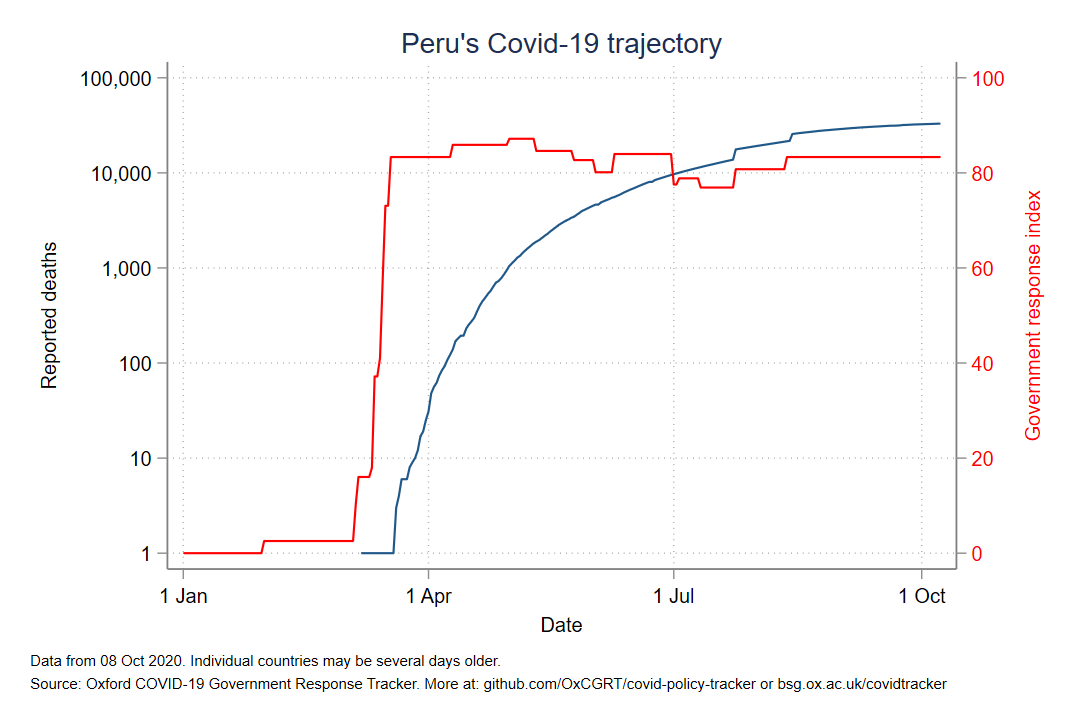 Peru's Covid-19 trajectory
100,000
10,000
1,000
100
10
1
Reported deaths
100
80
60
40
20
0
Government response index
1 Jan
1 Apr
1 Jul
1 Oct
Date
Data from 08 Oct 2020. Individual countries may be several days older.
Source: Oxford COVID-19 Government Response Tracker. More at: github.com/OxCGRT/covid-policy-tracker or bsg.ox.ac.uk/covidtracker